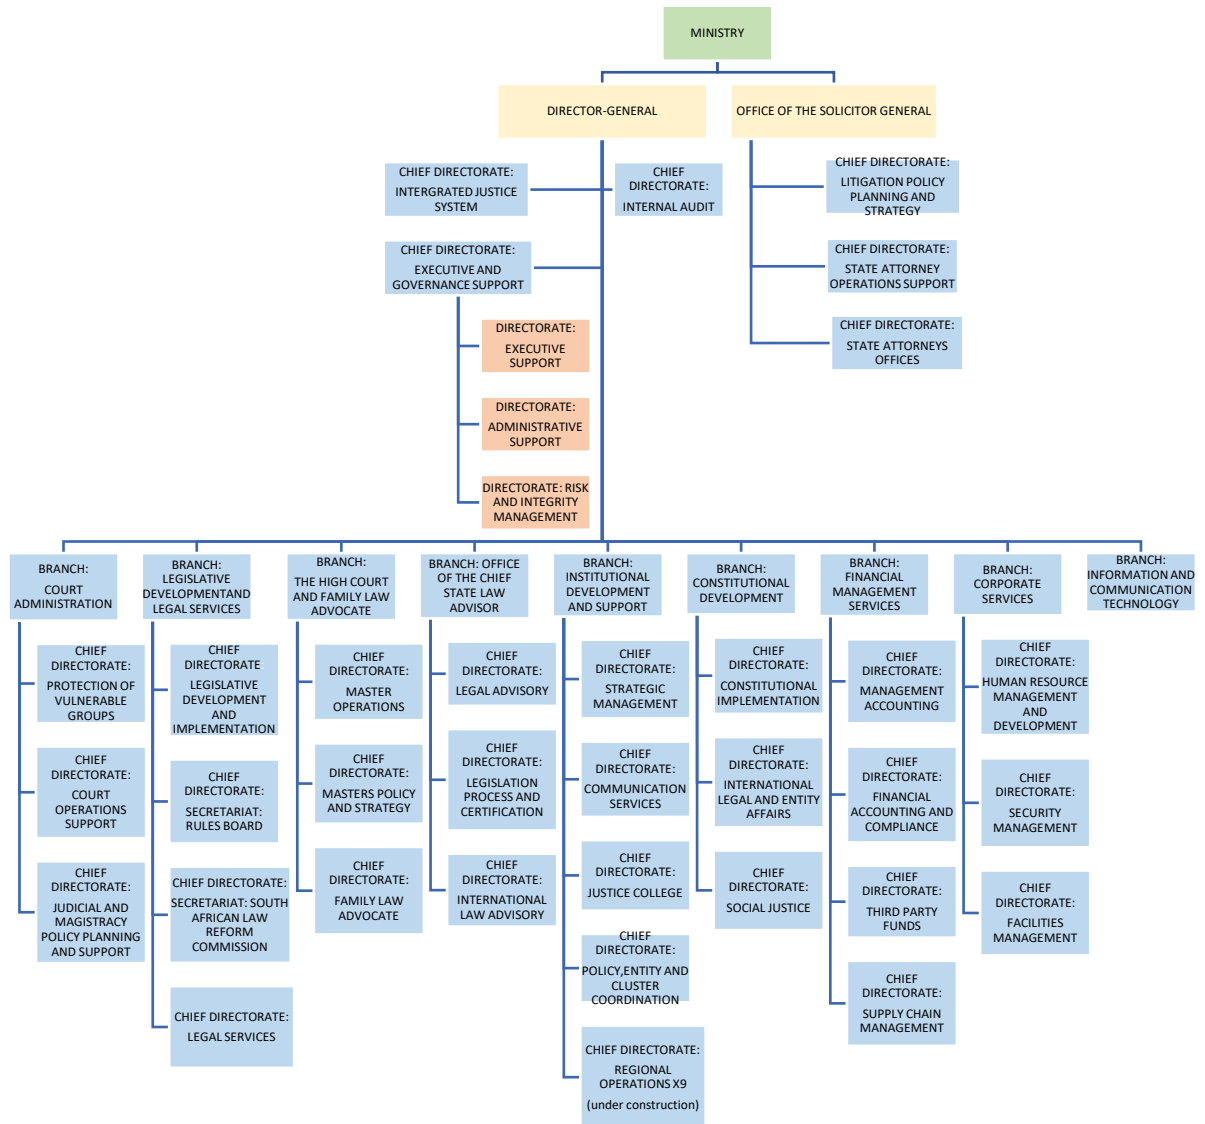 MINISTRY
DIRECTOR-GENERAL
OFFICE OF THE SOLICITOR GENERAL
CHIEF DIRECTORATE:
INTERGRATED JUSTICE
SYSTEM
CHIEF
DIRECTORATE:
INTERNAL AUDIT
CHIEF DIRECTORATE:
LITIGATION POLICY
PLANNING AND
STRATEGY
CHIEF DIRECTORATE:
EXECUTIVE AND
GOVERNANCE SUPPORT
CHIEF DIRECTORATE:
STATE ATTORNEY
OPERATIONS SUPPORT
DIRECTORATE:
EXECUTIVE
SUPPORT
CHIEF DIRECTORATE:
STATE ATTORNEYS
OFFICES
DIRECTORATE:
ADMINISTRATIVE
SUPPORT
DIRECTORATE: RISK
AND INTEGRITY
MANAGEMENT
BRANCH:
COURT
ADMINISTRATION
BRANCH:
LEGISLATIVE
DEVELOPMENTAND
LEGAL SERVICES
BRANCH:
THE HIGH COURT
AND FAMILY LAW
ADVOCATE
BRANCH: OFFICE
OF THE CHIEF
STATE LAW
ADVISOR
BRANCH:
INSTITUTIONAL
DEVELOPMENT
AND SUPPORT
BRANCH:
CONSTITUTIONAL
DEVELOPMENT
BRANCH:
FINANCIAL
MANAGEMENT
SERVICES
BRANCH:
CORPORATE
SERVICES
BRANCH:
INFORMATION AND
COMMUNICATION
TECHNOLOGY
CHIEF
DIRECTORATE:
PROTECTION OF
VULNERABLE
GROUPS
CHIEF
DIRECTORATE:
COURT
OPERATIONS
SUPPORT
CHIEF
DIRECTORATE:
JUDICIAL AND
MAGISTRACY
POLICY PLANNING
AND SUPPORT
CHIEF
DIRECTORATE
LEGISLATIVE
DEVELOPMENT
AND
IMPLEMENTATION
CHIEF
DIRECTORATE:
SECRETARIAT:
RULES BOARD
CHIEF DIRECTORATE:
SECRETARIAT: SOUTH
AFRICAN LAW
REFORM
COMMISSION
CHIEF DIRECTORATE:
LEGAL SERVICES
CHIEF
DIRECTORATE:
MASTER
OPERATIONS
CHIEF
DIRECTORATE:
MASTERS POLICY
AND STRATEGY
CHIEF
DIRECTORATE:
FAMILY LAW
ADVOCATE
CHIEF
DIRECTORATE:
LEGAL ADVISORY
CHIEF
DIRECTORATE:
LEGISLATION
PROCESS AND
CERTIFICATION
CHIEF
DIRECTORATE:
INTERNATIONAL
LAW ADVISORY
CHIEF
DIRECTORATE:
STRATEGIC
MANAGEMENT
CHIEF
DIRECTORATE:
COMMUNICATION
SERVICES
CHIEF
DIRECTORATE:
JUSTICE COLLEGE
CHIEF
DIRECTORATE:
POLICY,ENTITY AND
CLUSTER
COORDINATION
CHIEF DIRECTORATE:
REGIONAL
OPERATIONS X9
(under construction)
CHIEF
DIRECTORATE:
CONSTITUTIONAL
IMPLEMENTATION
CHIEF
DIRECTORATE:
INTERNATIONAL
LEGAL AND ENTITY
AFFAIRS
CHIEF
DIRECTORATE:
SOCIAL JUSTICE
CHIEF
DIRECTORATE:
MANAGEMENT
ACCOUNTING
CHIEF
DIRECTORATE:
FINANCIAL
ACCOUNTING AND
COMPLIANCE
CHIEF
DIRECTORATE:
THIRD PARTY
FUNDS
CHIEF
DIRECTORATE:
SUPPLY CHAIN
MANAGEMENT
CHIEF
DIRECTORATE:
HUMAN RESOURCE
MANAGEMENT
AND
DEVELOPMENT
CHIEF
DIRECTORATE:
SECURITY
MANAGEMENT
CHIEF
DIRECTORATE:
FACILITIES
MANAGEMENT